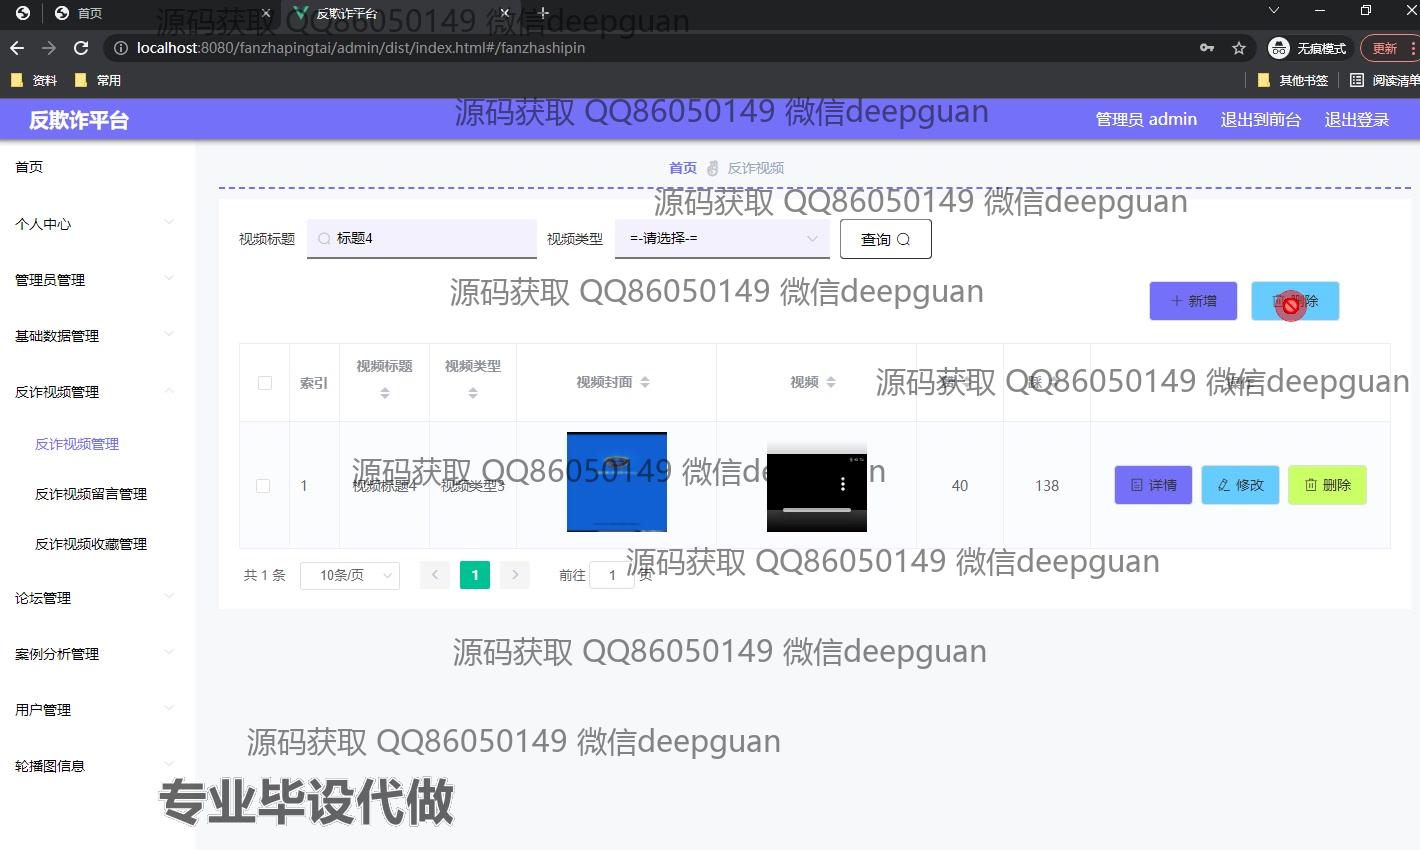 首页
反欺诈平台
源码获取 QQ86050149 微信deepguan
localhost:8080/fanzhapingtai/admin/dist/index.html#/fanzhashipin
无痕模式
更新
资料
常用
其他书签
阅读清单
反欺诈平台
源码获取 QQ86050149 微信deepguan
管理员 admin
退出到前台
退出登录
首页
首页
反诈视频
源码获取 QQ86050149 微信deepguan
个人中心
视频标题
标题4
视频类型
=-请选择-=
查询
管理员管理
源码获取 QQ86050149 微信deepguan
新增
删除
基础数据管理
索引
视频标题
视频类型
视频封面
视频
源码获取 QQ86050149 微信deepguan
踩
操作
反诈视频管理
反诈视频管理
源码获取 QQ86050149 微信deepguan
1
视频标题4
视频类型3
40
138
详情
修改
删除
反诈视频留言管理
反诈视频收藏管理
源码获取 QQ86050149 微信deepguan
共 1 条
10条/页
1
前往
1
页
论坛管理
案例分析管理
源码获取 QQ86050149 微信deepguan
用户管理
源码获取 QQ86050149 微信deepguan
轮播图信息
专业毕设代做